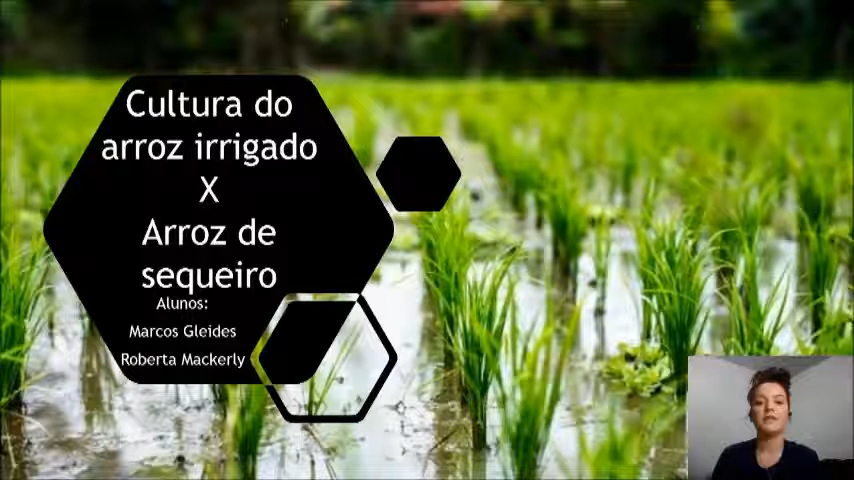 Cultura do
arroz irrigado
X
Arroz de
sequeiro
Alunos:
Marcos Gleides
Roberta Mackerly